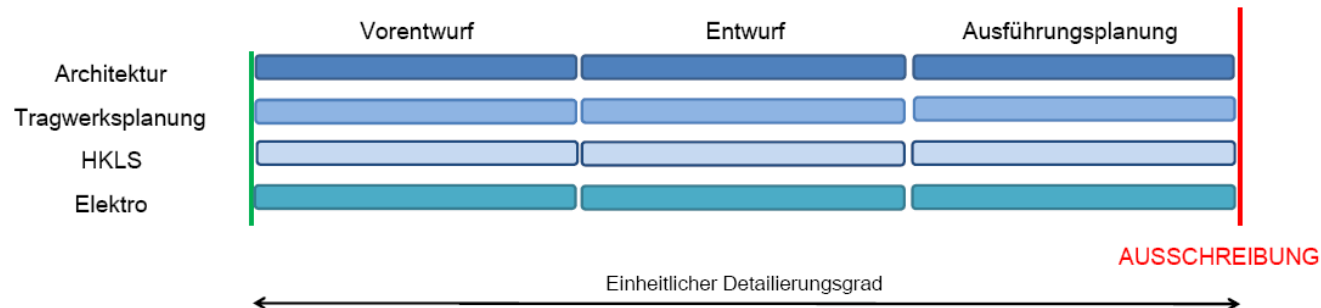 Vorentwurf Entwurf Ausführungsplanung
Architektur
Tragwerksplanung
HKLS
Elektro
AUSSCHREIBUNG
Einheitlicher Detailierungsgrad